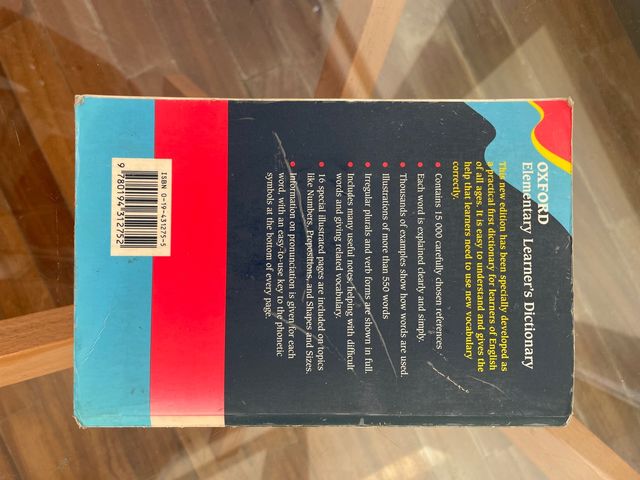 OXFORD
Elementary Learner's Dictionary
This new edition has been specially developed as
a practical first dictionary for learners of English
of all ages. It is easy to understand and gives the
help that learners need to use new vocabulary
correctly.
• Contains 15 000 carefully chosen references
• Each word is explained clearly and simply.
• Thousands of examples show how words are used.
• Illustrations of more than 550 words
• Irregular plurals and verb forms are shown in full.
• Includes many useful notes, helping with difficult
words and giving related vocabulary.
• 16 special illustrated pages are included on topics
like Numbers, Prepositions, and Shapes and Sizes.
• Information on pronunciation is given for each
word, with an easy-to-use key to the phonetic
symbols at the bottom of every page.
ISBN 0-19-431275-5
9 780194 312752